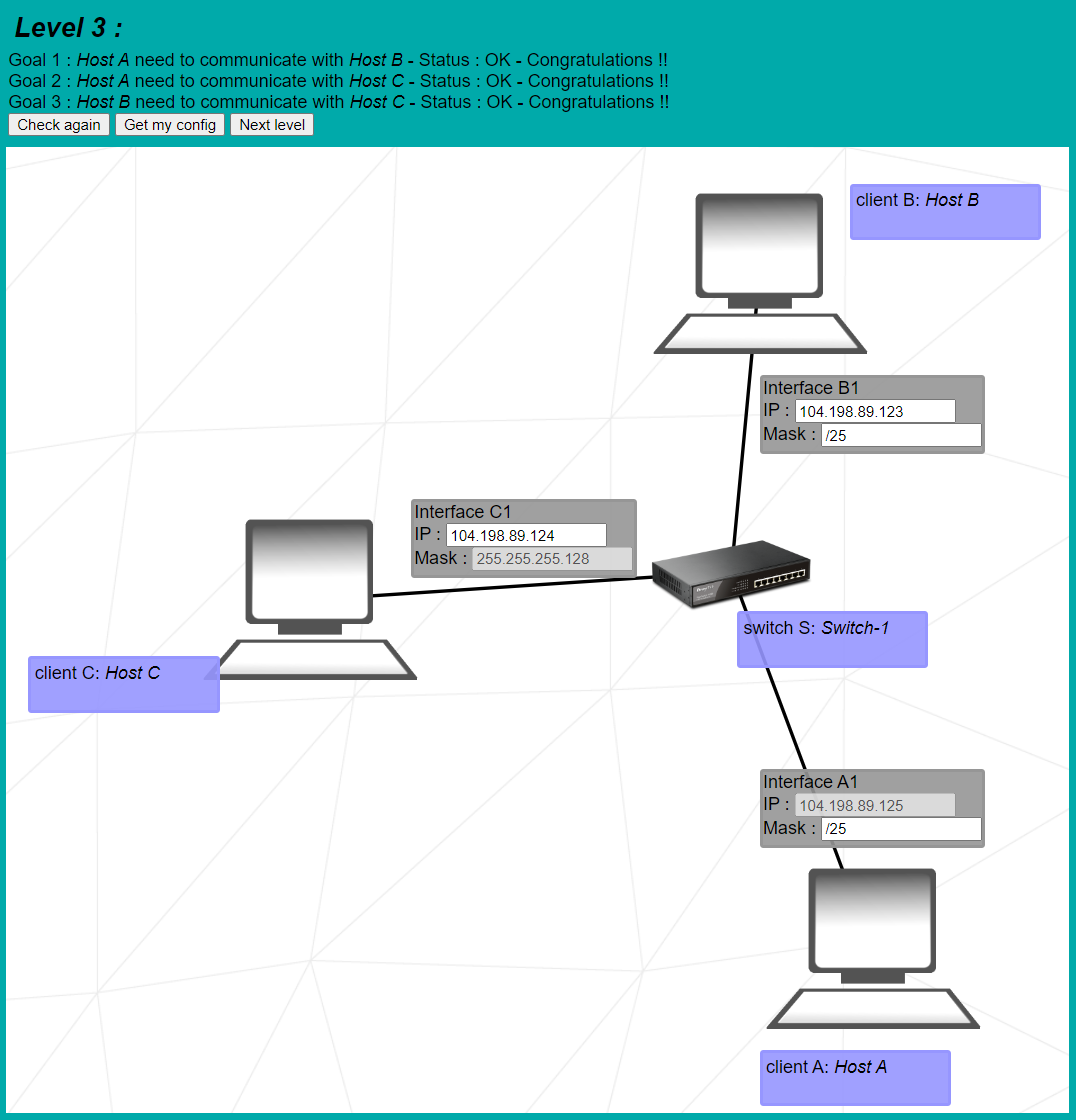 Level 3 :
Goal 1 : Host A need to communicate with Host B - Status : OK - Congratulations !!
Goal 2 : Host A need to communicate with Host C - Status : OK - Congratulations !!
Goal 3 : Host B need to communicate with Host C - Status : OK - Congratulations !!
Check again Get my config Next level
client B: Host B
Interface B1
IP : 104.198.89.123
Mask : /25
Interface C1
IP : 104.198.89.124
Mask : 255.255.255.128
switch S: Switch-1
client C: Host C
Interface A1
IP : 104.198.89.125
Mask : /25
client A: Host A